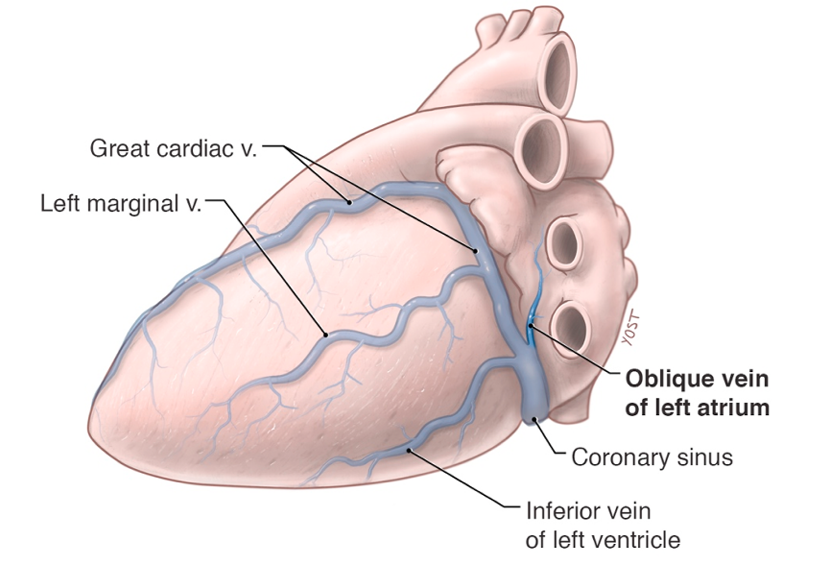 Great cardiac v.
Left marginal v.
YOST
Oblique vein
of left atrium
Coronary sinus
Inferior vein
of left ventricle